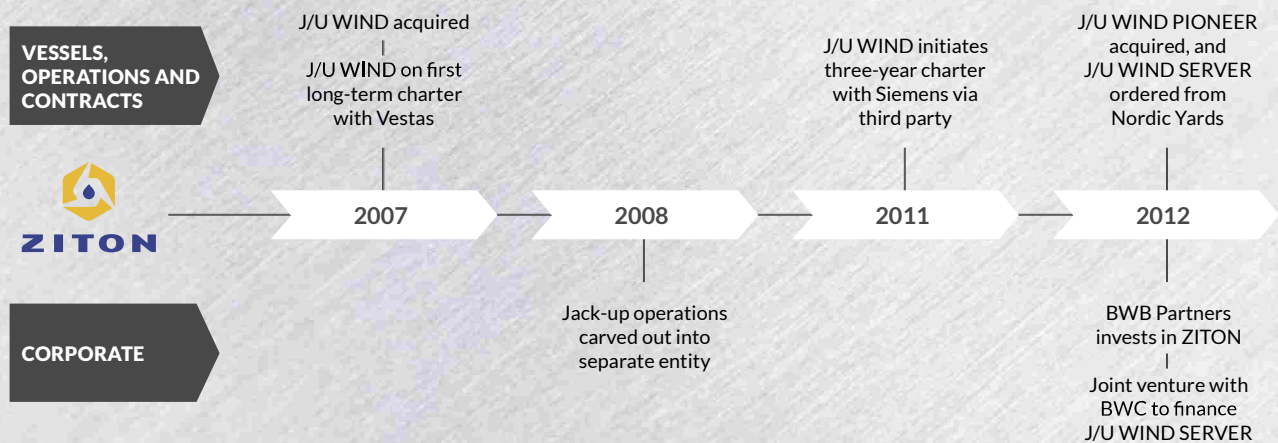 VESSELS,
OPERATIONS AND
CONTRACTS
J/U WIND acquired
J/U WIND on first
long-term charter
with Vestas
J/U WIND initiates
three-year charter
with Siemens via
third party
J/U WIND PIONEER
acquired, and
J/U WIND SERVER
ordered from
Nordic Yards
ZITON
2007
2008
2011
2012
CORPORATE
Jack-up operations
carved out into
separate entity
BWB Partners
invests in ZITON
Joint venture with
BWC to finance
J/U WIND SERVER